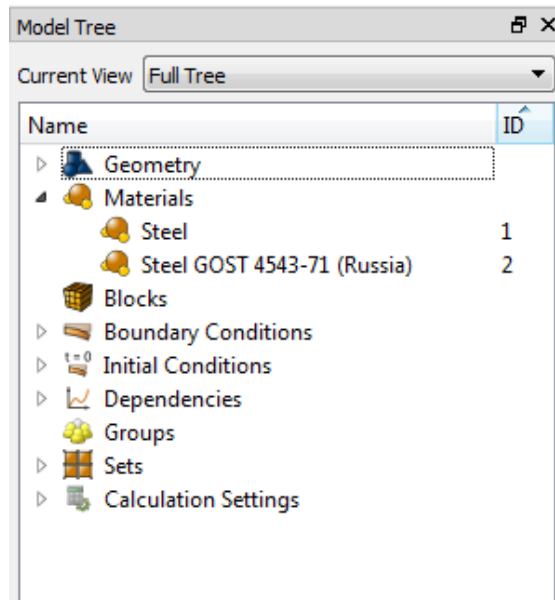 Model Tree
Current View Full Tree
Name ID
Geometry
Materials
Steel 1
Steel GOST 4543-71 (Russia) 2
Blocks
Boundary Conditions
t=0
Initial Conditions
Dependencies
Groups
Sets
Calculation Settings